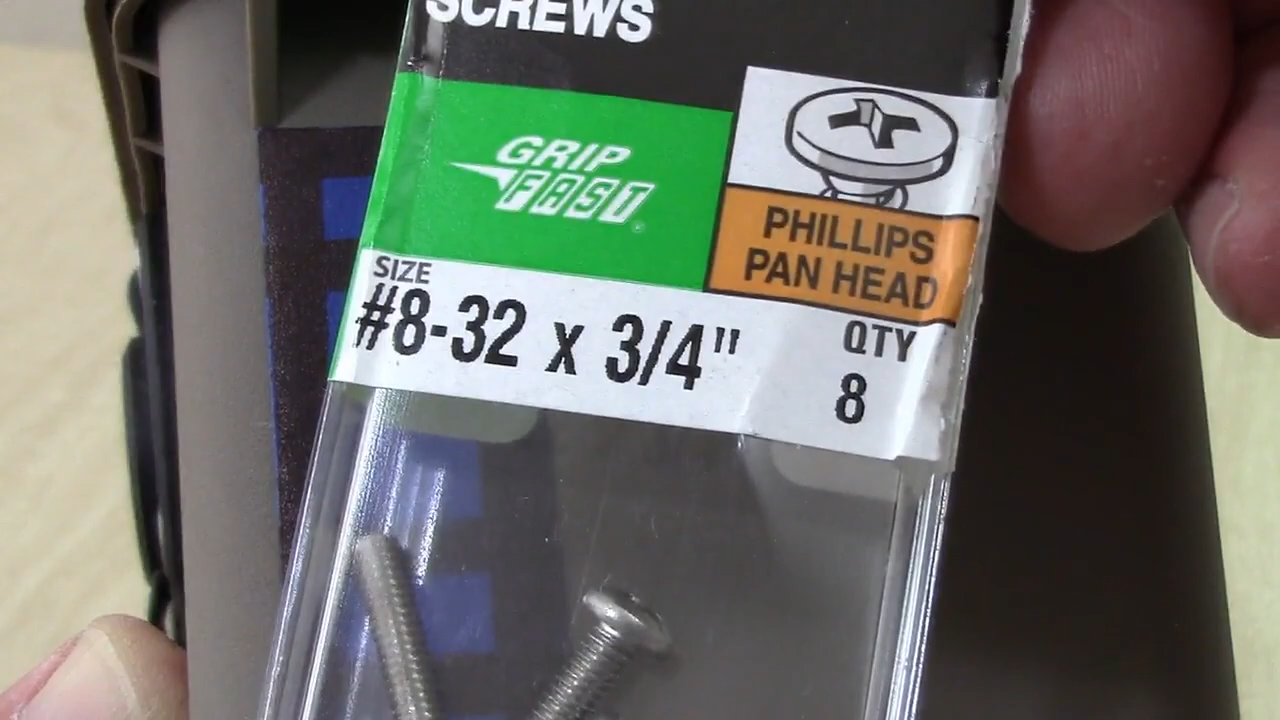 SCREWS
GRIP
FAST®
PHILLIPS
PAN HEAD
SIZE
#8-32 x 3/4"
QTY
8